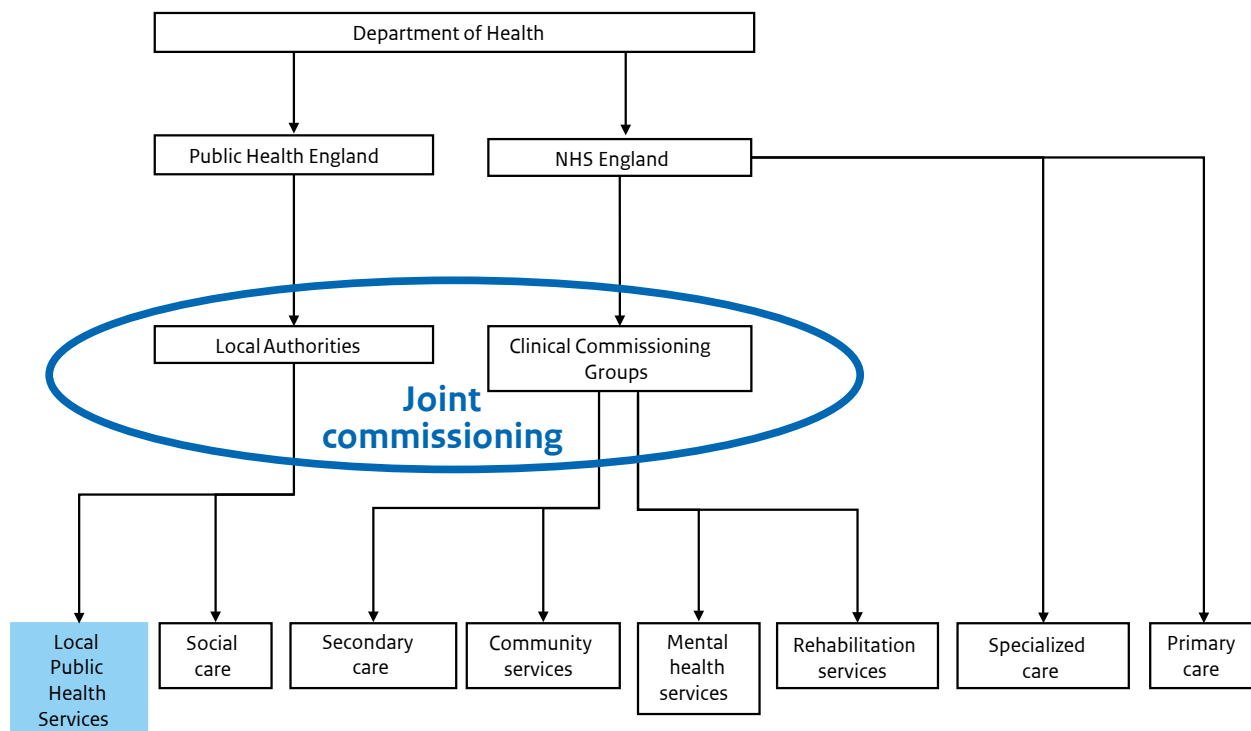 Department of Health
Public Health England
NHS England
Local Authorities
Clinical Commissioning
Groups
Joint
commissioning
Local
Public
Health
Services
Social
care
Secondary
care
Community
services
Mental
health
services
Rehabilitation
services
Specialized
care
Primary
care